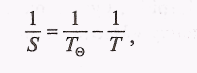 1/S = 1/T_Θ − 1/T ,